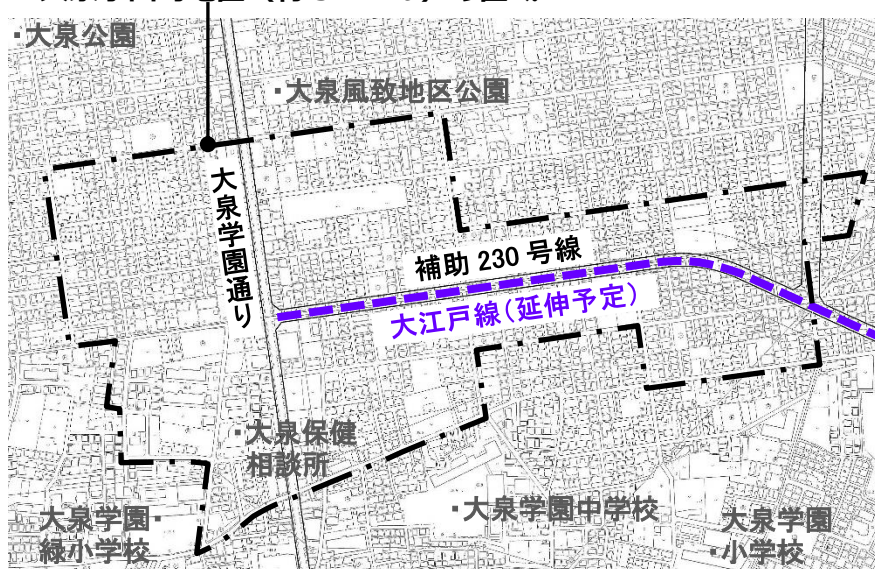 ・大泉公園
・大泉風致地区公園
大泉学園通り
補助230号線
大江戸線(延伸予定)
・大泉保健
相談所
大泉学園・
緑小学校
・大泉学園中学校
大泉学園
・小学校